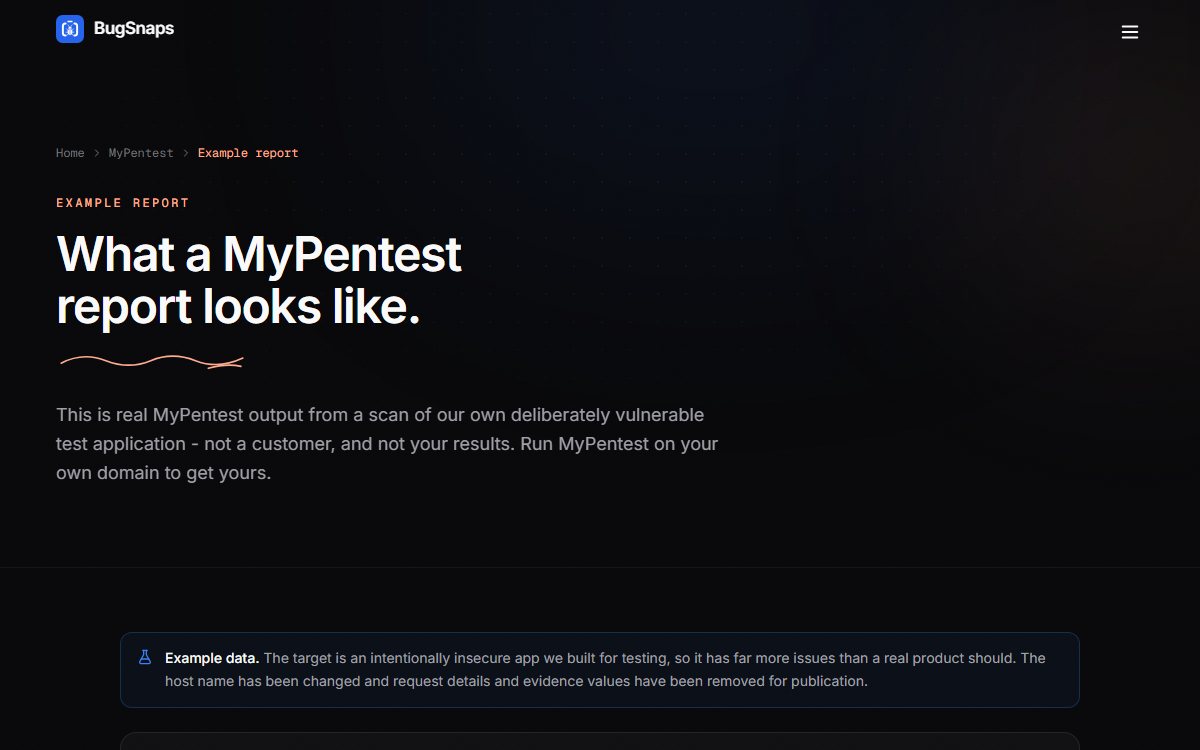 BugSnaps
Home > MyPentest > Example report
EXAMPLE REPORT
What a MyPentest
report looks like.
This is real MyPentest output from a scan of our own deliberately vulnerable
test application - not a customer, and not your results. Run MyPentest on your
own domain to get yours.
Example data. The target is an intentionally insecure app we built for testing, so it has far more issues than a real product should. The
host name has been changed and request details and evidence values have been removed for publication.